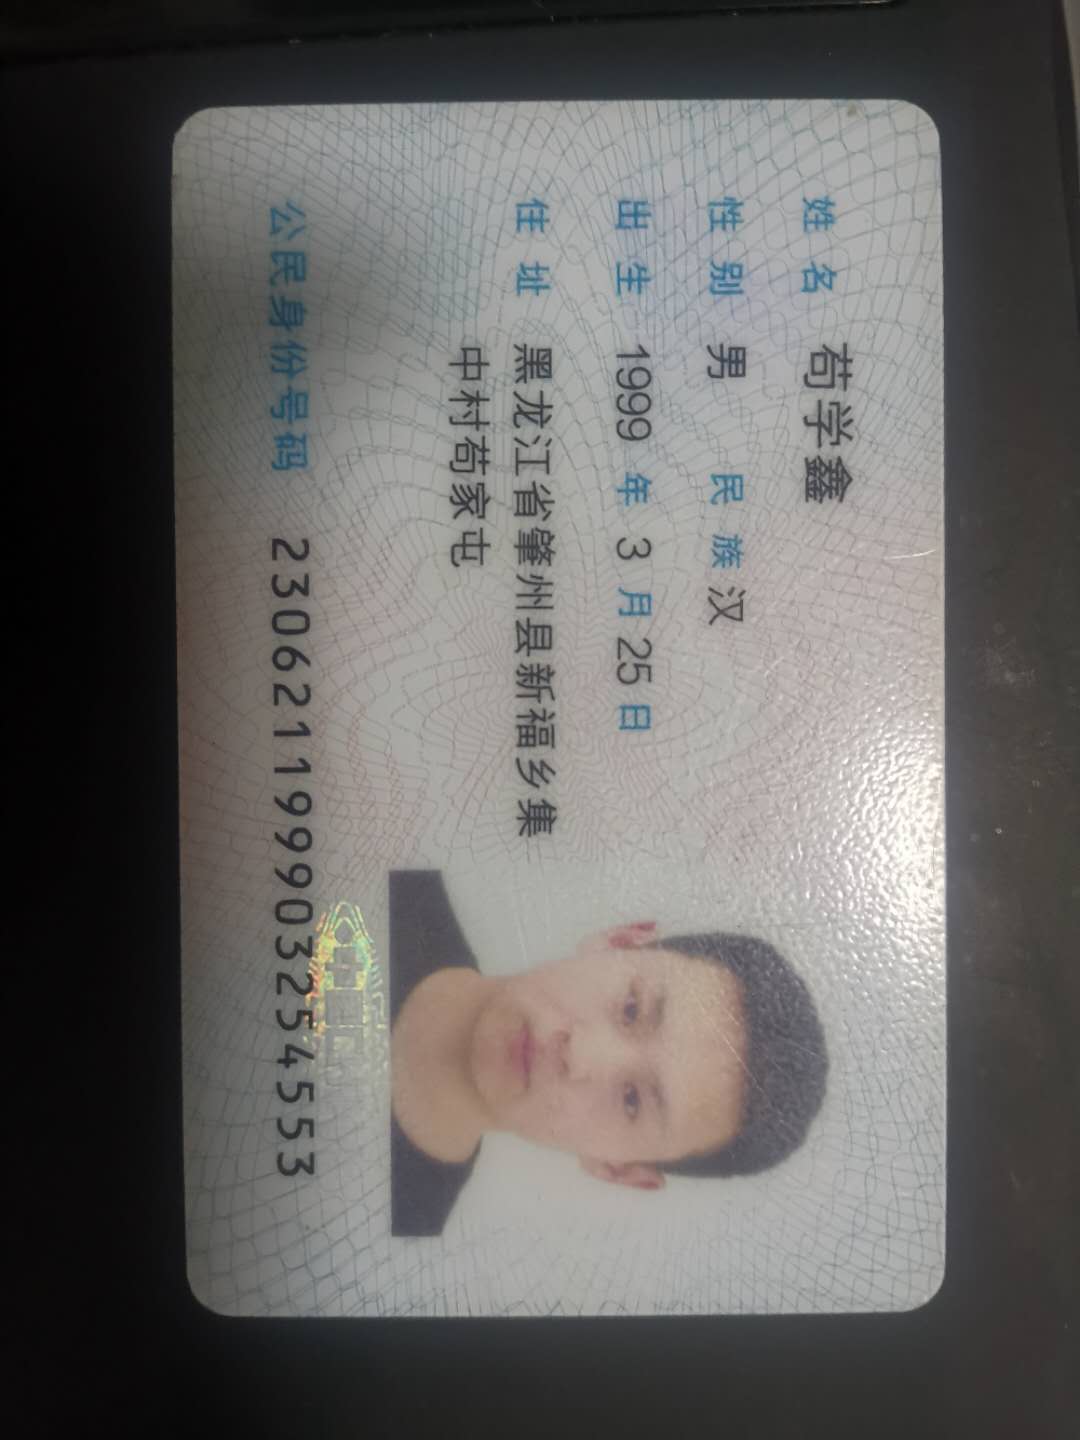 姓名 苟学鑫
性别 男 民族 汉
出生 1999 年 3 月 25 日
住址 黑龙江省肇州县新福乡集
中村苟家屯
公民身份号码 230621199903254553